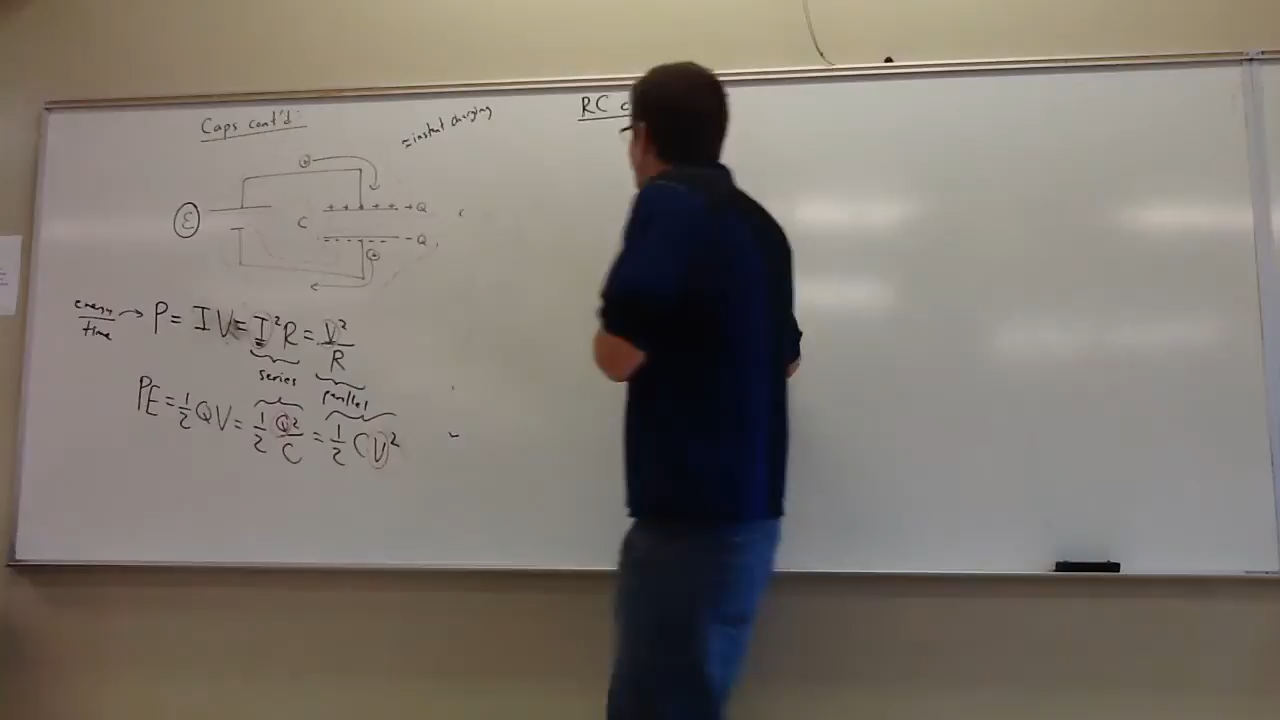 Caps cont'd:
= instant charging
RC c
+
+ + + + + +Q
ℰ
C
- - - - - - -Q
+
energy/time → P = IV = I²R = V²/R
series
parallel
PE = ½QV = ½ Q²/C = ½CV²